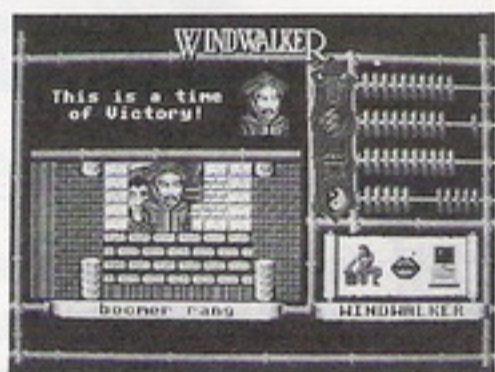 WINDWALKER
This is a time
of Victory!
boomer rang
WINDWALKER